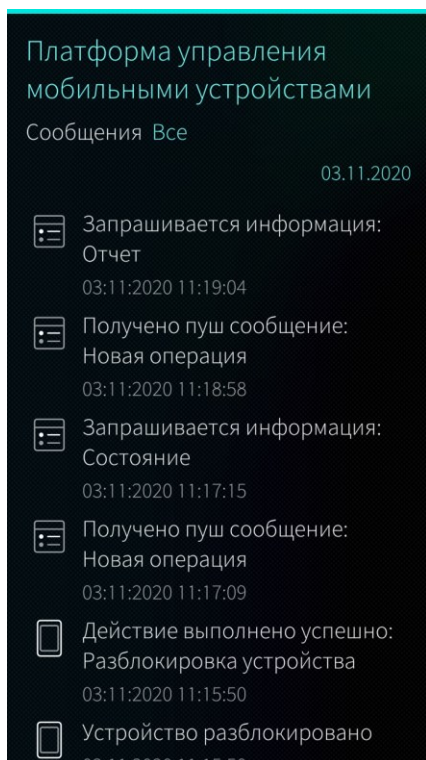 Платформа управления
мобильными устройствами
Сообщения Все
03.11.2020
Запрашивается информация:
Отчет
03:11:2020 11:19:04
Получено пуш сообщение:
Новая операция
03:11:2020 11:18:58
Запрашивается информация:
Состояние
03:11:2020 11:17:15
Получено пуш сообщение:
Новая операция
03:11:2020 11:17:09
Действие выполнено успешно:
Разблокировка устройства
03:11:2020 11:15:50
Устройство разблокировано